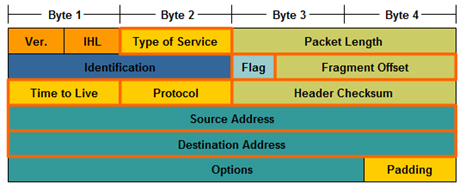 Byte 1 Byte 2 Byte 3 Byte 4
Ver. IHL Type of Service Packet Length
Identification Flag Fragment Offset
Time to Live Protocol Header Checksum
Source Address
Destination Address
Options Padding